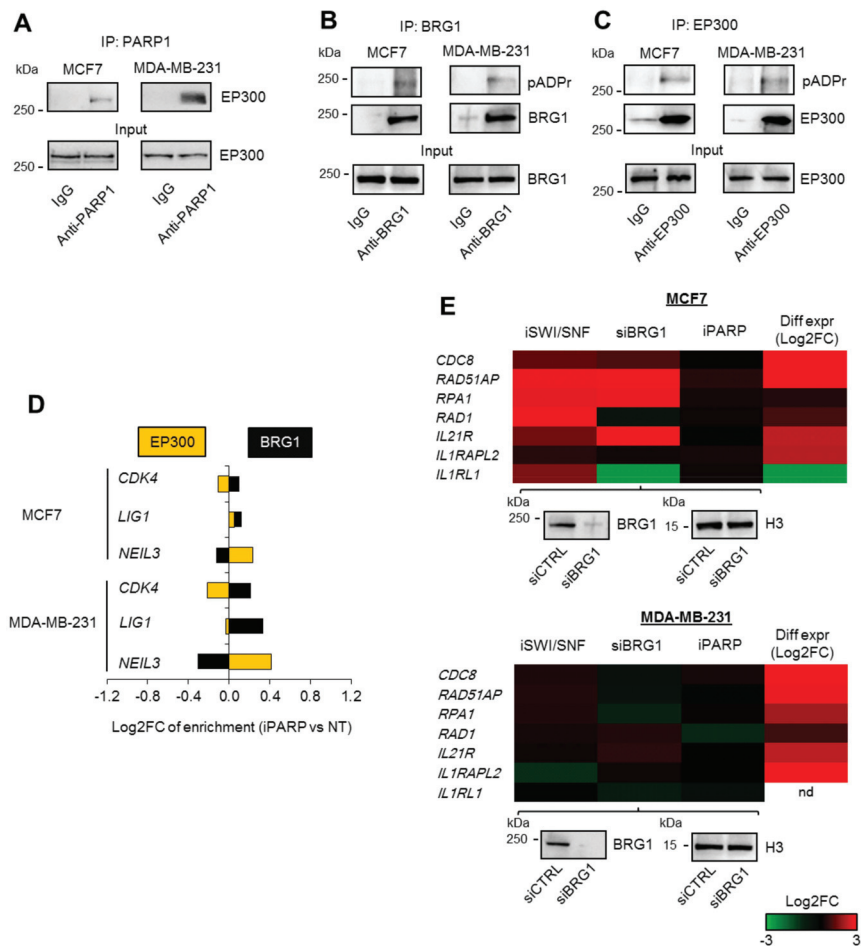 A
IP: PARP1
kDa
MCF7
MDA-MB-231
250
EP300
Input
250
EP300
IgG
Anti-PARP1
IgG
Anti-PARP1
B
IP: BRG1
kDa
MCF7
MDA-MB-231
250
pADPr
250
BRG1
Input
250
BRG1
IgG
Anti-BRG1
IgG
Anti-BRG1
C
IP: EP300
kDa
MCF7
MDA-MB-231
250
pADPr
250
EP300
Input
250
EP300
IgG
Anti-EP300
IgG
Anti-EP300
D
EP300
BRG1
MCF7
CDK4
LIG1
NEIL3
MDA-MB-231
CDK4
LIG1
NEIL3
-1.2 -0.8 -0.4 0.0 0.4 0.8 1.2
Log2FC of enrichment (iPARP vs NT)
E
MCF7
iSWI/SNF siBRG1 iPARP Diff expr
(Log2FC)
CDC8
RAD51AP
RPA1
RAD1
IL21R
IL1RAPL2
IL1RL1
kDa
250
BRG1
siCTRL
siBRG1
kDa
15
H3
siCTRL
siBRG1
MDA-MB-231
iSWI/SNF siBRG1 iPARP Diff expr
(Log2FC)
CDC8
RAD51AP
RPA1
RAD1
IL21R
IL1RAPL2
IL1RL1
nd
kDa
250
BRG1
siCTRL
siBRG1
kDa
15
H3
siCTRL
siBRG1
Log2FC
-3 3